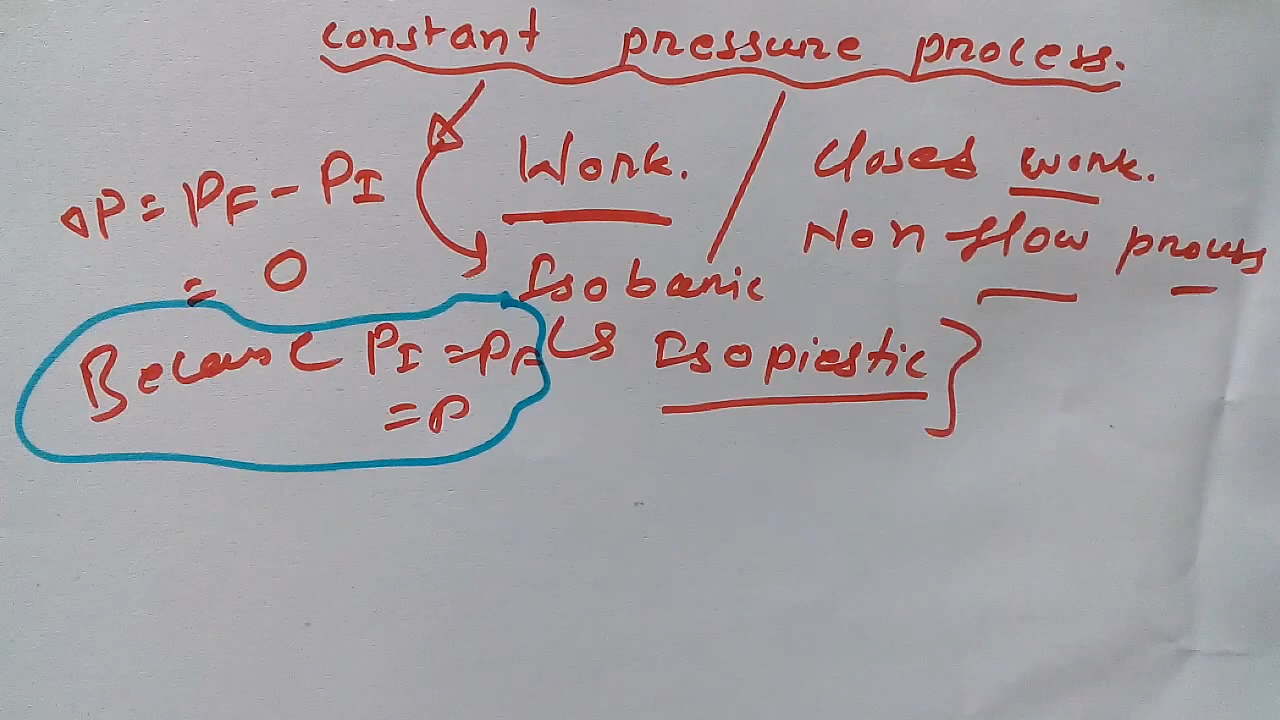 constant pressure process.
Work.
closed work.
Non flow process
ΔP = PF - PI
= 0
Isobaric
Because PI = PF
= P
Isopiestic }